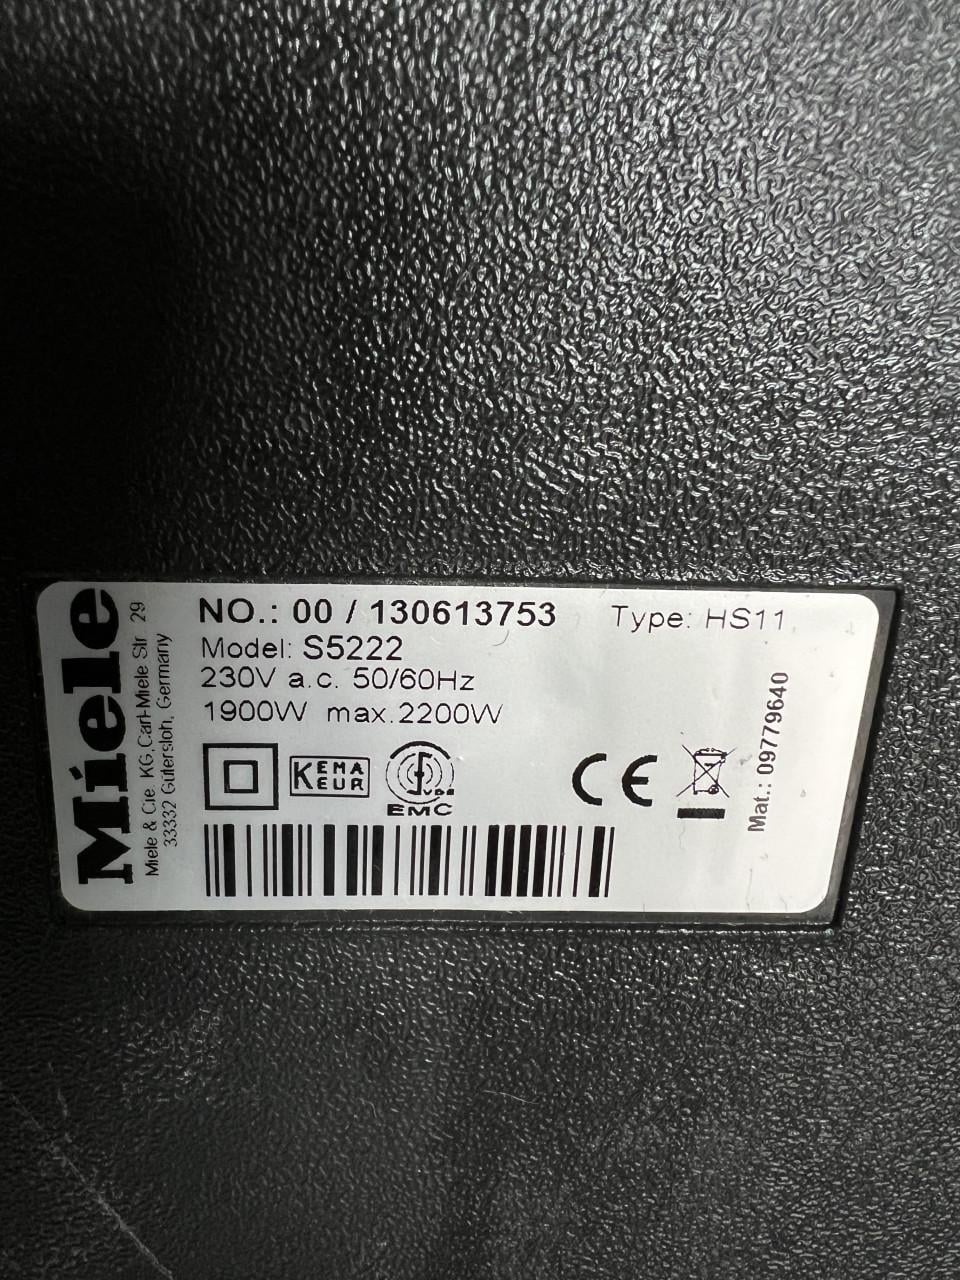 Miele
Miele & Cie. KG, Carl-Miele Str. 29
33332 Gütersloh, Germany
NO.: 00 / 130613753 Type: HS11
Model: S5222
230V a.c. 50/60Hz
1900W max.2200W
KEMA
KEUR
VDE
EMC
CE
Mat.: 09779640